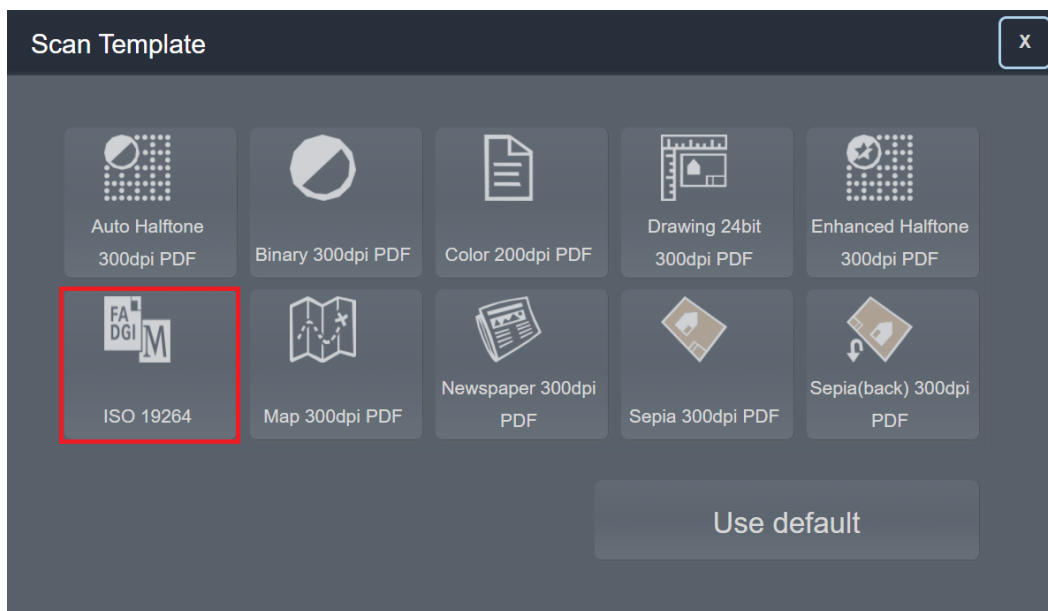 Scan Template
X
Auto Halftone
300dpi PDF
Binary 300dpi PDF
Color 200dpi PDF
Drawing 24bit
300dpi PDF
Enhanced Halftone
300dpi PDF
FA
DGI
M
ISO 19264
Map 300dpi PDF
Newspaper 300dpi
PDF
Sepia 300dpi PDF
Sepia(back) 300dpi
PDF
Use default